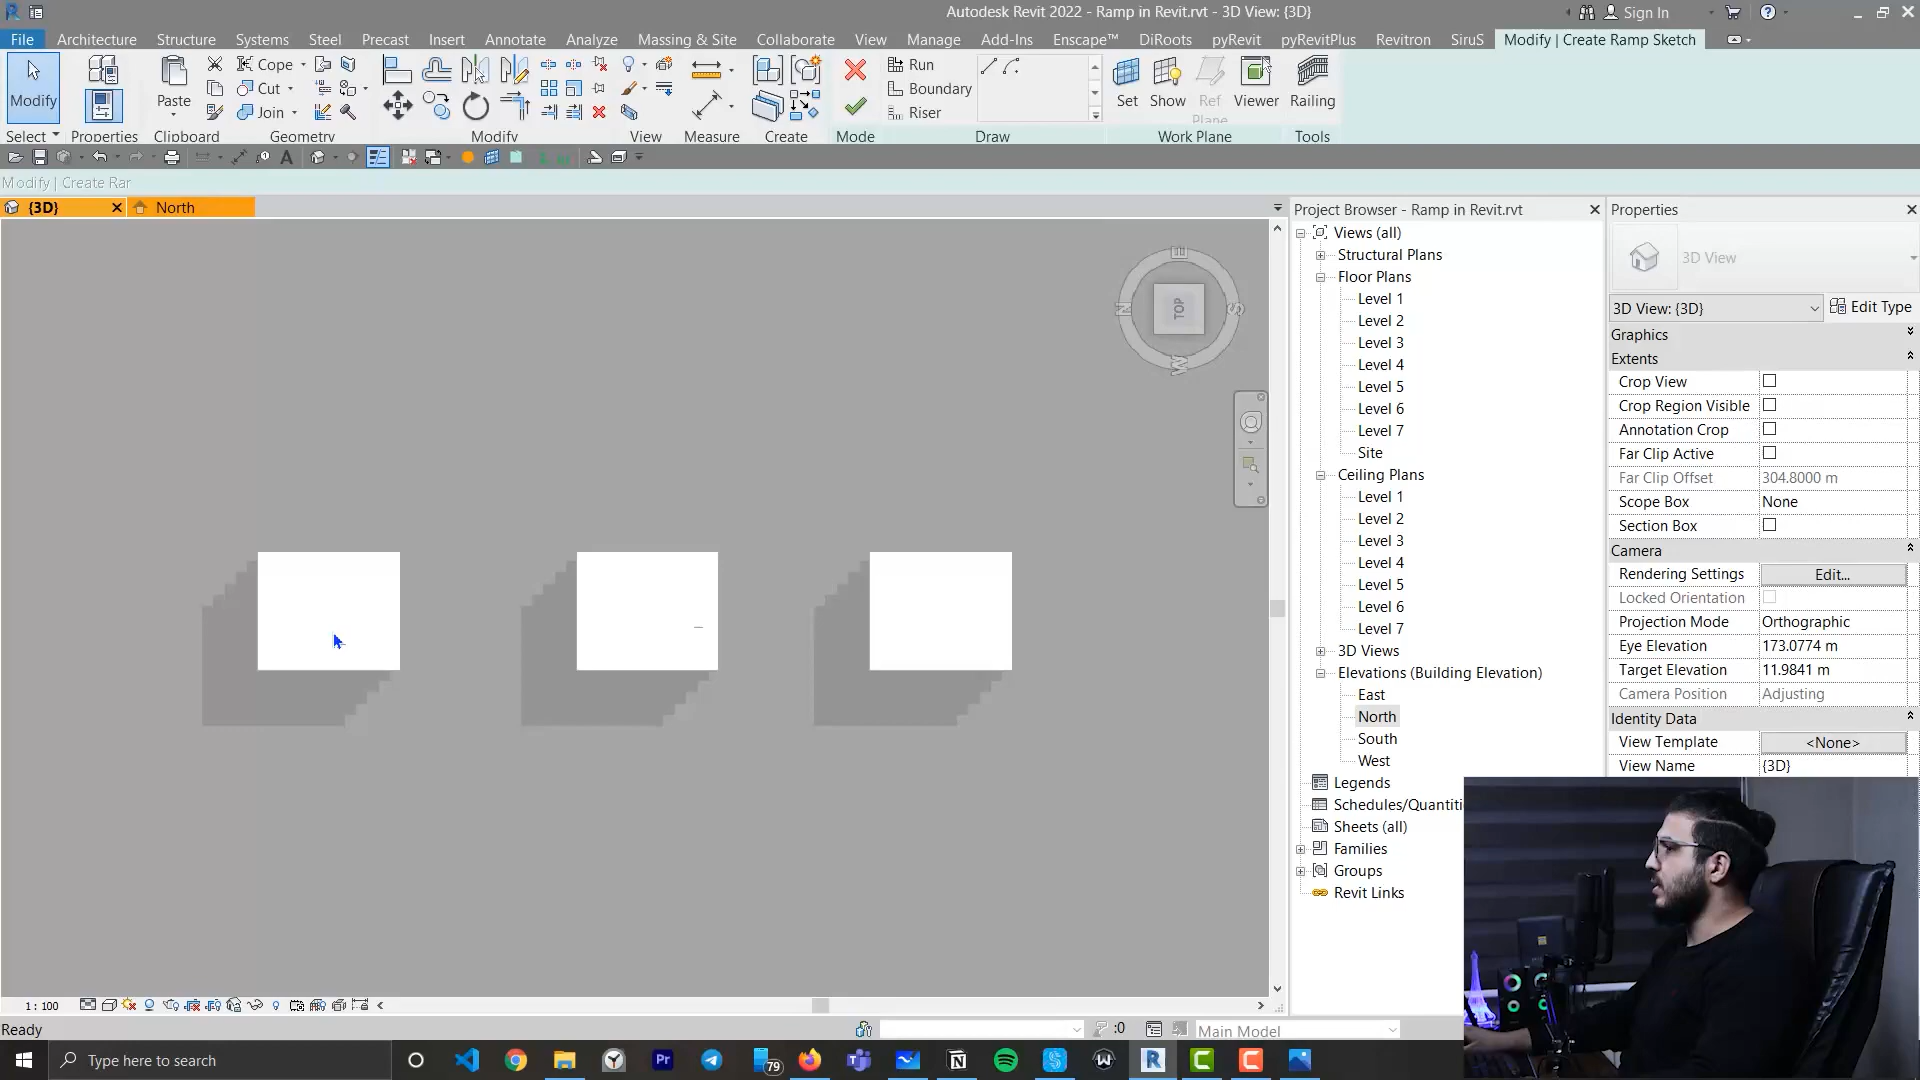 Autodesk Revit 2022 - Ramp in Revit.rvt - 3D View: {3D}
Sign In
File Architecture Structure Systems Steel Precast Insert Annotate Analyze Massing & Site Collaborate View Manage Add-Ins Enscape™ DiRoots pyRevit pyRevitPlus Revitron SiruS Modify | Create Ramp Sketch
Cope
Run
Cut
Boundary
Modify
Paste
Join
Riser
Set Show Ref Plane Viewer Railing
Select Properties Clipboard Geometry Modify View Measure Create Mode Draw Work Plane Tools
Modify | Create Rar
{3D}
North
Project Browser - Ramp in Revit.rvt
Properties
Views (all)
Structural Plans
Floor Plans
Level 1
Level 2
Level 3
Level 4
Level 5
Level 6
Level 7
Site
Ceiling Plans
Level 1
Level 2
Level 3
Level 4
Level 5
Level 6
Level 7
3D Views
Elevations (Building Elevation)
East
North
South
West
Legends
Schedules/Quantiti
Sheets (all)
Families
Groups
Revit Links
3D View
3D View: {3D}
Edit Type
Graphics
Extents
Crop View
Crop Region Visible
Annotation Crop
Far Clip Active
Far Clip Offset 304.8000 m
Scope Box None
Section Box
Camera
Rendering Settings Edit...
Locked Orientation
Projection Mode Orthographic
Eye Elevation 173.0774 m
Target Elevation 11.9841 m
Camera Position Adjusting
Identity Data
View Template <None>
View Name {3D}
E
N
TOP
S
W
1 : 100
Ready
:0
Main Model
Type here to search
79